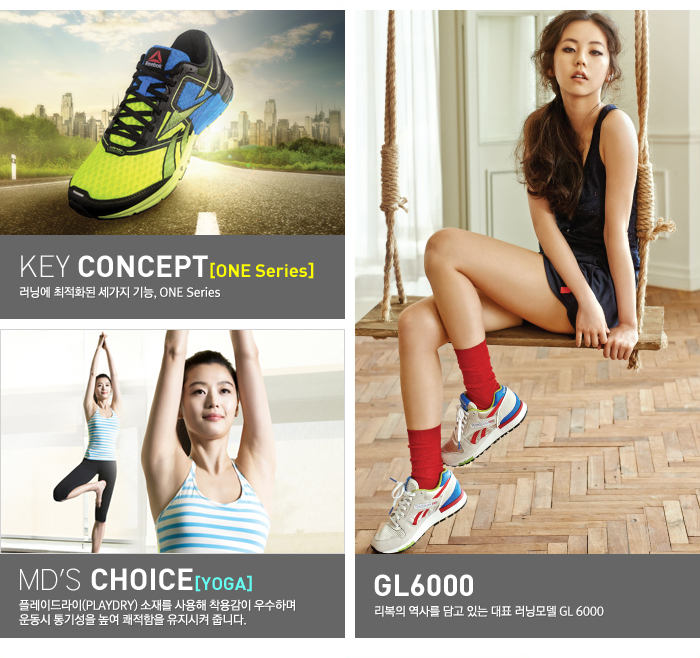 Reebok
KEY CONCEPT[ONE Series]
러닝에 최적화된 세가지 기능, ONE Series
MD'S CHOICE[YOGA]
플레이드라이(PLAYDRY) 소재를 사용해 착용감이 우수하며
운동시 통기성을 높여 쾌적함을 유지시켜 줍니다.
GL6000
리복의 역사를 담고 있는 대표 러닝모델 GL 6000